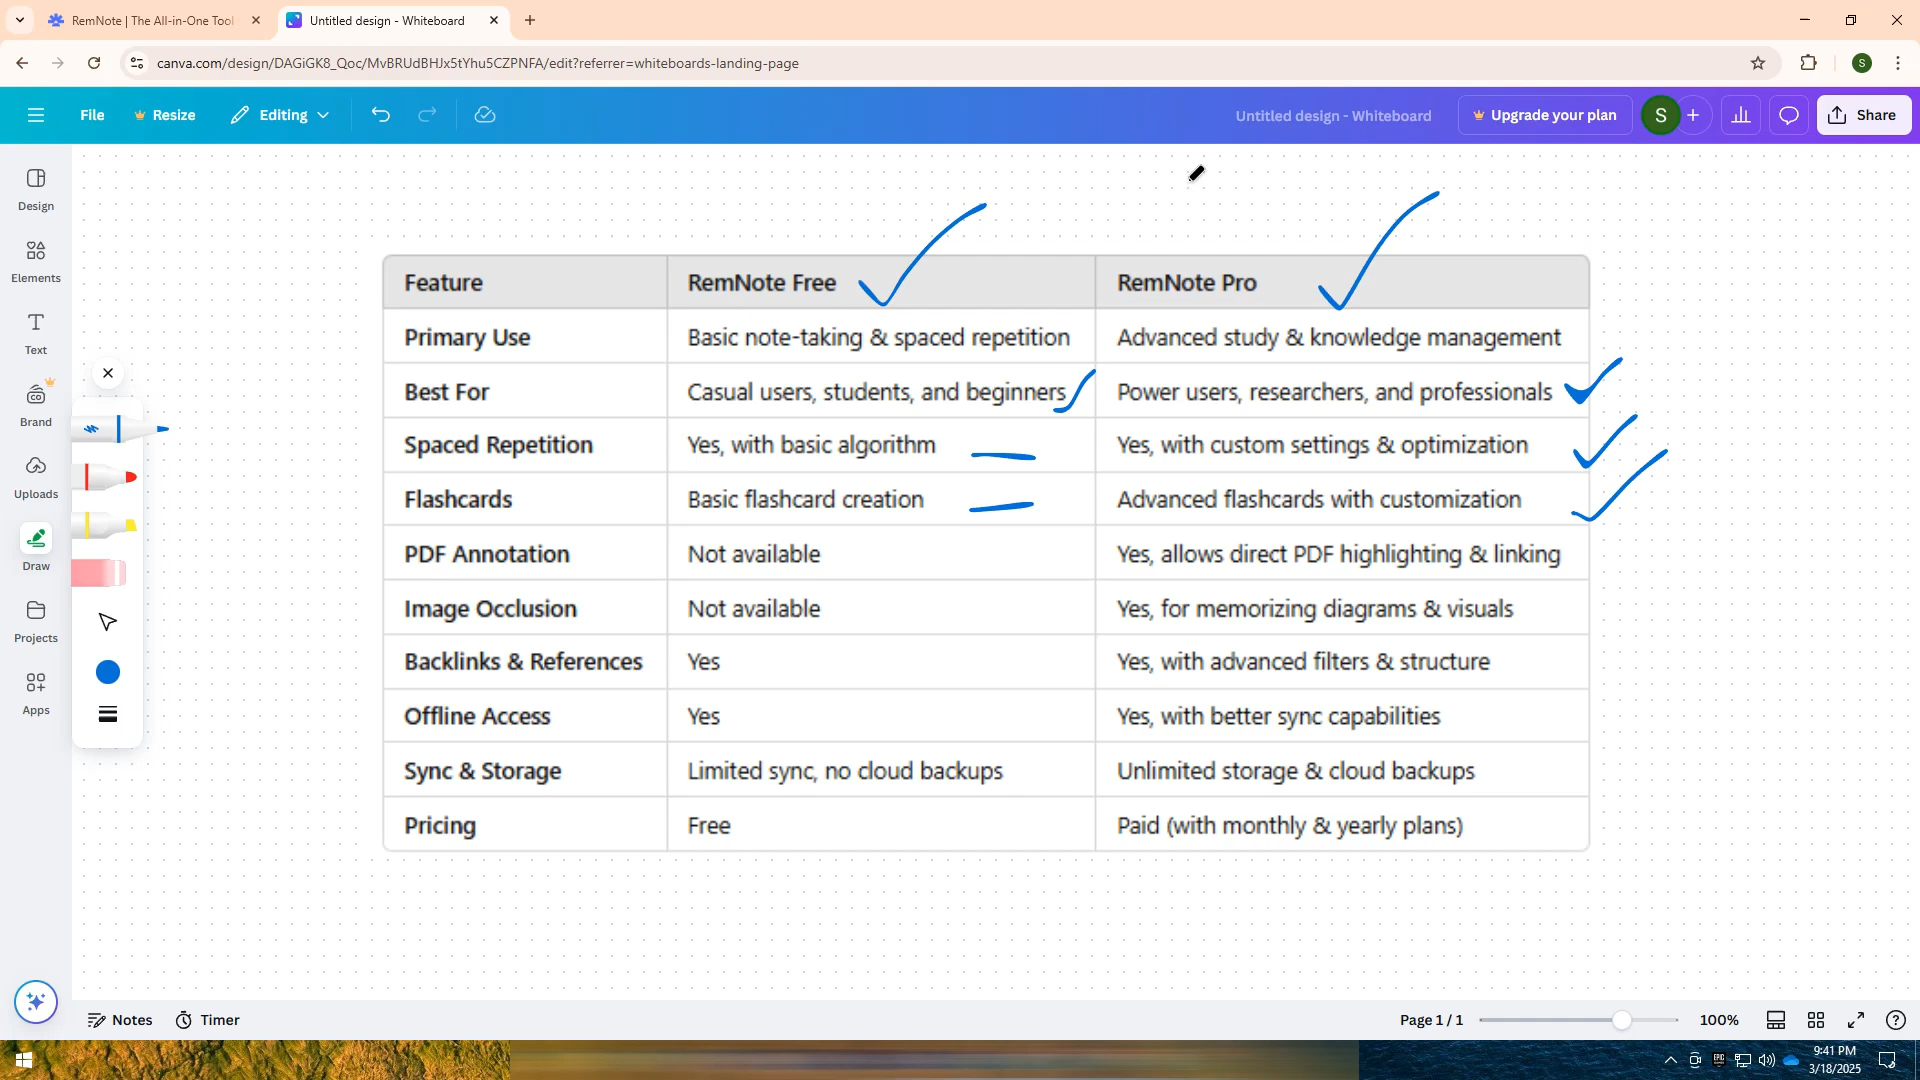 RemNote | The All-in-One Tool
Untitled design - Whiteboard
canva.com/design/DAGiGK8_Qoc/MvBRUdBHJx5tYhu5CZPNFA/edit?referrer=whiteboards-landing-page
S
File
Resize
Editing
Untitled design - Whiteboard
Upgrade your plan
S
Share
Design
Elements
Text
Brand
Uploads
Draw
Projects
Apps
Feature RemNote Free RemNote Pro
Primary Use Basic note-taking & spaced repetition Advanced study & knowledge management
Best For Casual users, students, and beginners Power users, researchers, and professionals
Spaced Repetition Yes, with basic algorithm Yes, with custom settings & optimization
Flashcards Basic flashcard creation Advanced flashcards with customization
PDF Annotation Not available Yes, allows direct PDF highlighting & linking
Image Occlusion Not available Yes, for memorizing diagrams & visuals
Backlinks & References Yes Yes, with advanced filters & structure
Offline Access Yes Yes, with better sync capabilities
Sync & Storage Limited sync, no cloud backups Unlimited storage & cloud backups
Pricing Free Paid (with monthly & yearly plans)
Notes
Timer
Page 1 / 1
100%
EPIC
9:41 PM
3/18/2025